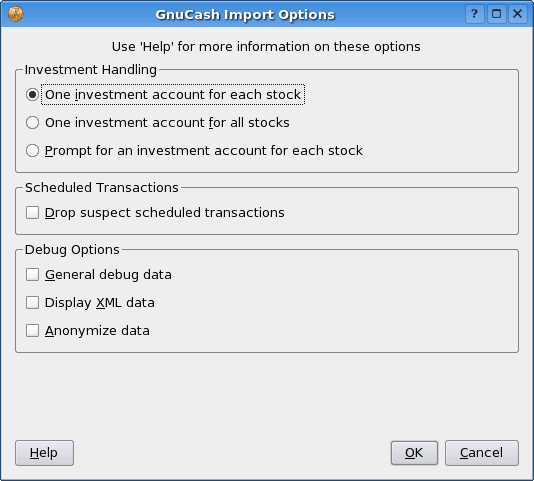 GnuCash Import Options
Use 'Help' for more information on these options
Investment Handling
One investment account for each stock
One investment account for all stocks
Prompt for an investment account for each stock
Scheduled Transactions
Drop suspect scheduled transactions
Debug Options
General debug data
Display XML data
Anonymize data
Help OK Cancel